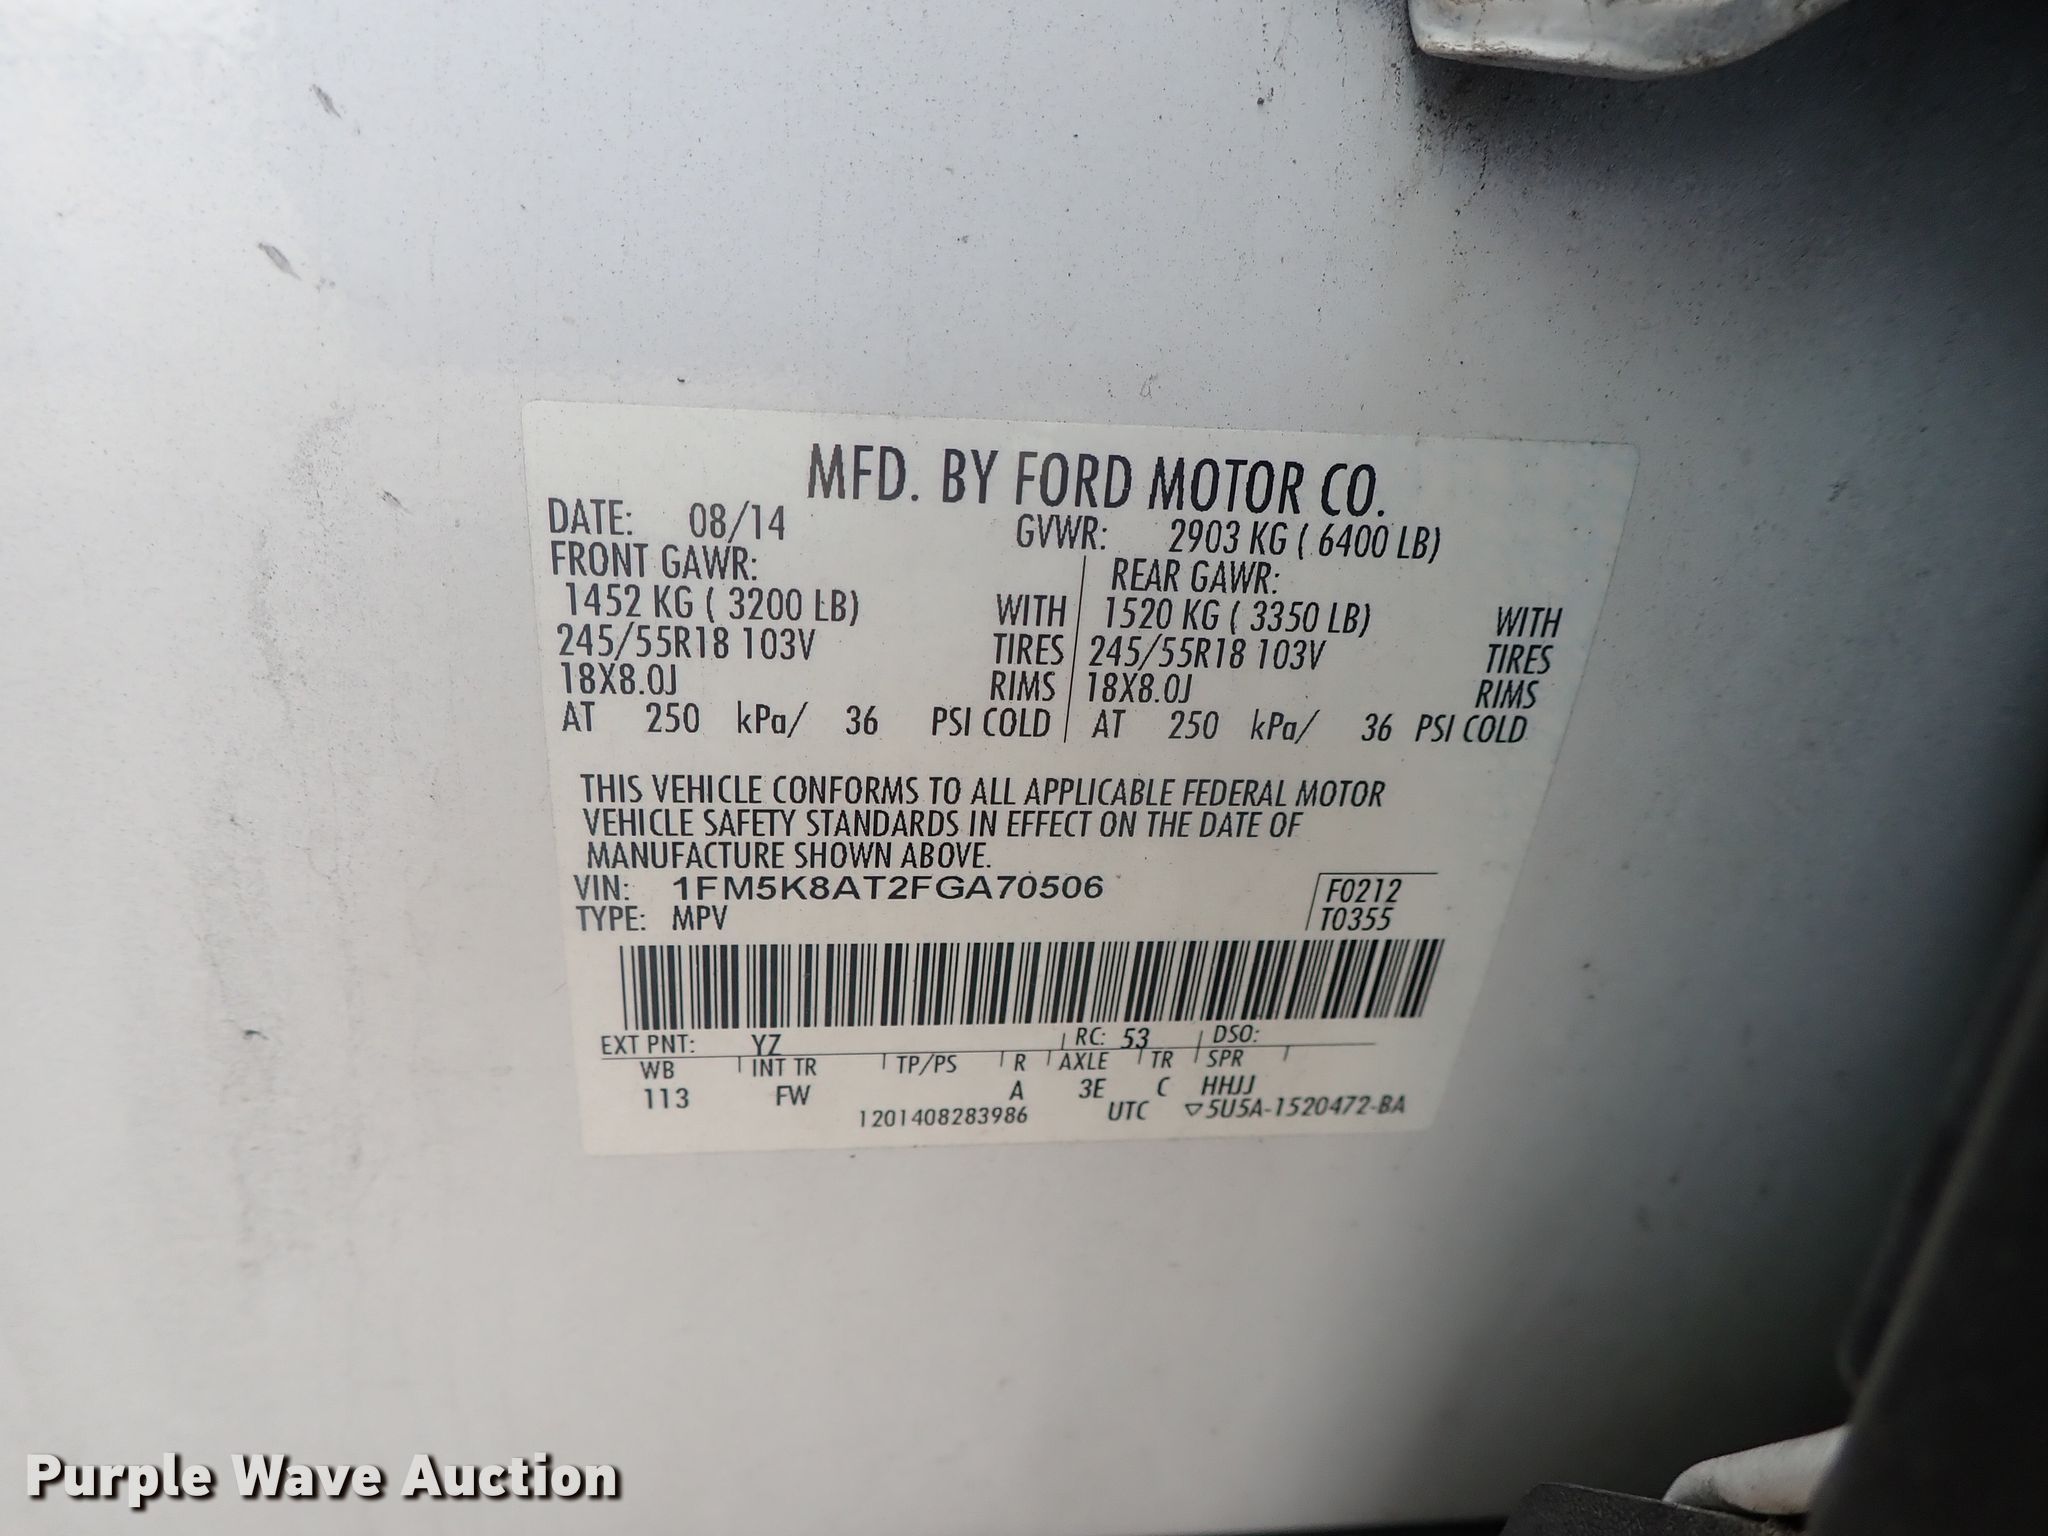 MFD. BY FORD MOTOR CO.
DATE: 08/14 GVWR: 2903 KG ( 6400 LB)
FRONT GAWR: REAR GAWR:
1452 KG ( 3200 LB) WITH 1520 KG ( 3350 LB) WITH
245/55R18 103V TIRES 245/55R18 103V TIRES
18X8.0J RIMS 18X8.0J RIMS
AT 250 kPa/ 36 PSI COLD AT 250 kPa/ 36 PSI COLD
THIS VEHICLE CONFORMS TO ALL APPLICABLE FEDERAL MOTOR
VEHICLE SAFETY STANDARDS IN EFFECT ON THE DATE OF
MANUFACTURE SHOWN ABOVE.
VIN: 1FM5K8AT2FGA70506 F0212
TYPE: MPV T0355
EXT PNT: YZ RC: 53 DSO:
WB INT TR TP/PS R AXLE TR SPR
113 FW A 3E C HHJJ
1201408283986 UTC ▽5U5A-1520472-BA
Purple Wave Auction